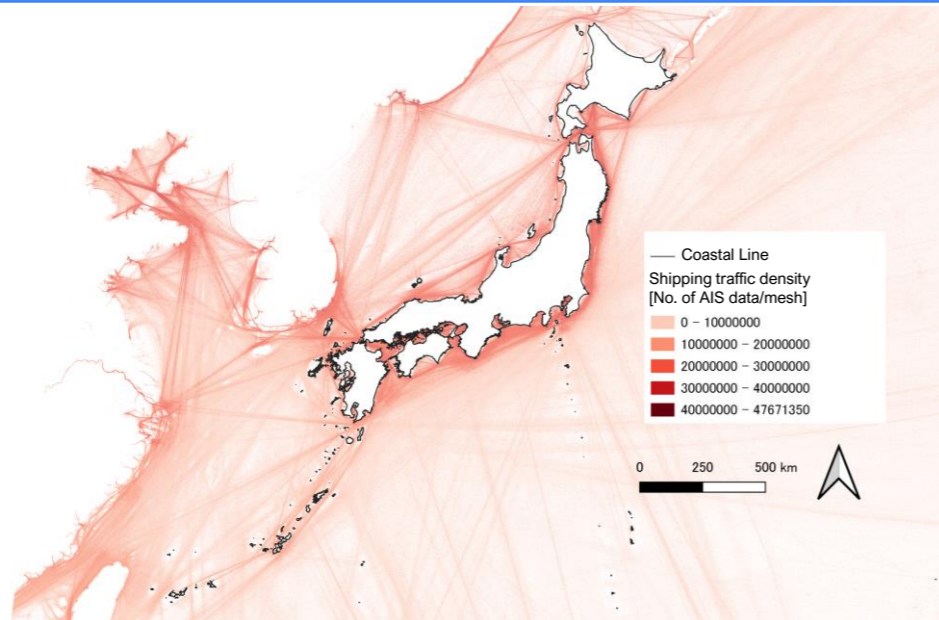 Coastal Line
Shipping traffic density
[No. of AIS data/mesh]
0 – 10000000
10000000 – 20000000
20000000 – 30000000
30000000 – 40000000
40000000 – 47671350
0 250 500 km